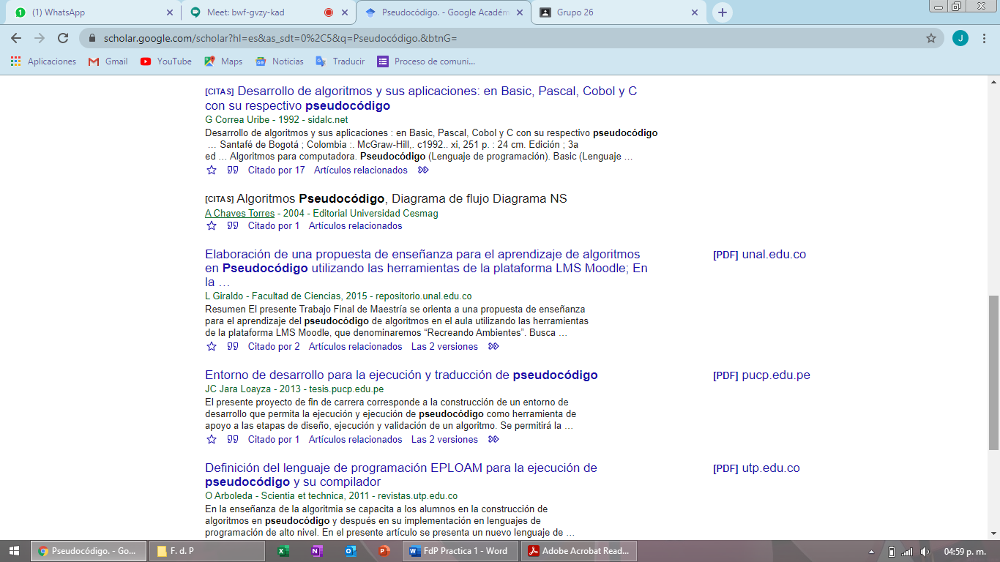 (1) WhatsApp
Meet: bwf-gvzy-kad
Pseudocódigo. - Google Académ
Grupo 26
scholar.google.com/scholar?hl=es&as_sdt=0%2C5&q=Pseudocódigo.&btnG=
J
Aplicaciones
Gmail
YouTube
Maps
Noticias
Traducir
Proceso de comuni...
[CITAS] Desarrollo de algoritmos y sus aplicaciones: en Basic, Pascal, Cobol y C
con su respectivo pseudocódigo
G Correa Uribe - 1992 - sidalc.net
Desarrollo de algoritmos y sus aplicaciones : en Basic, Pascal, Cobol y C con su respectivo pseudocódigo
… Santafé de Bogotá ; Colombia :. McGraw-Hill,. c1992.. xi, 251 p. : 24 cm. Edición ; 3a
ed … Algoritmos para computadora. Pseudocódigo (Lenguaje de programación). Basic (Lenguaje …
Citado por 17 Artículos relacionados
[CITAS] Algoritmos Pseudocódigo, Diagrama de flujo Diagrama NS
A Chaves Torres - 2004 - Editorial Universidad Cesmag
Citado por 1 Artículos relacionados
Elaboración de una propuesta de enseñanza para el aprendizaje de algoritmos
en Pseudocódigo utilizando las herramientas de la plataforma LMS Moodle; En
la …
[PDF] unal.edu.co
L Giraldo - Facultad de Ciencias, 2015 - repositorio.unal.edu.co
Resumen El presente Trabajo Final de Maestría se orienta a una propuesta de enseñanza
para el aprendizaje del pseudocódigo de algoritmos en el aula utilizando las herramientas
de la plataforma LMS Moodle, que denominaremos “Recreando Ambientes”. Busca …
Citado por 2 Artículos relacionados Las 2 versiones
Entorno de desarrollo para la ejecución y traducción de pseudocódigo
[PDF] pucp.edu.pe
JC Jara Loayza - 2013 - tesis.pucp.edu.pe
El presente proyecto de fin de carrera corresponde a la construcción de un entorno de
desarrollo que permita la ejecución y ejecución de pseudocódigo como herramienta de
apoyo a las etapas de diseño, ejecución y validación de un algoritmo. Se permitirá la …
Citado por 1 Artículos relacionados Las 2 versiones
Definición del lenguaje de programación EPLOAM para la ejecución de
pseudocódigo y su compilador
[PDF] utp.edu.co
O Arboleda - Scientia et technica, 2011 - revistas.utp.edu.co
En la enseñanza de la algoritmia se capacita a los alumnos en la construcción de
algoritmos en pseudocódigo y después en su implementación en lenguajes de
programación de alto nivel. En el presente artículo se presenta un nuevo lenguaje de …
Pseudocódigo. - Go...
F. d. P
FdP Practica 1 - Word
Adobe Acrobat Read...
04:59 p. m.